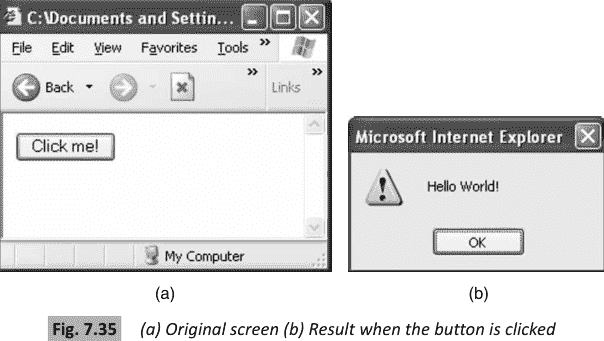 C:\Documents and Settin...
File Edit View Favorites Tools »
Back » Links »
Click me!
My Computer
(a)
Microsoft Internet Explorer
Hello World!
OK
(b)
Fig. 7.35 (a) Original screen (b) Result when the button is clicked